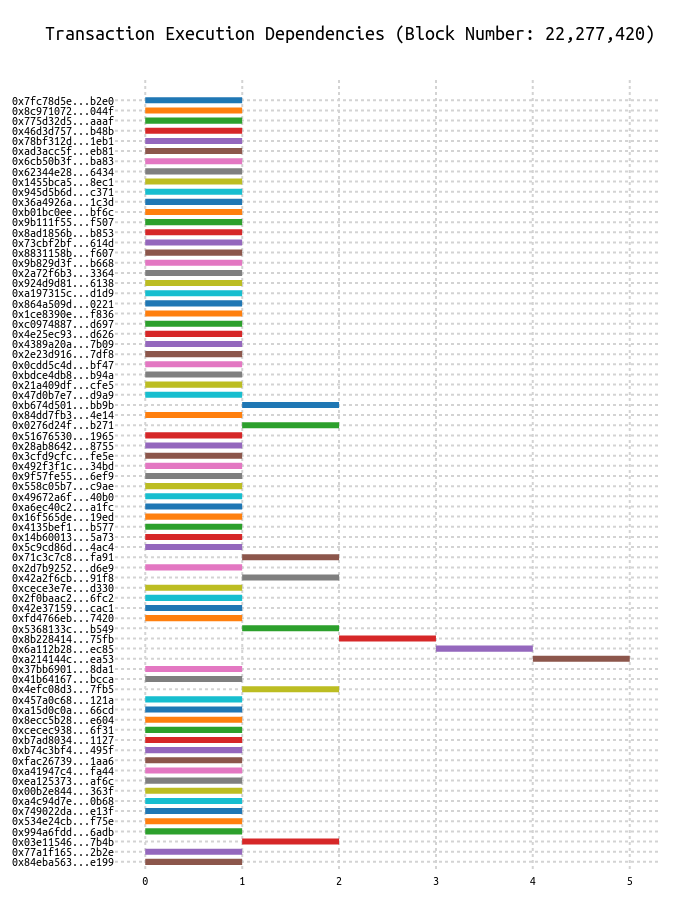 Transaction Execution Dependencies (Block Number: 22,277,420)
0x7fc78d5e...b2e0
0x8c971072...044f
0x775d32d5...aaaf
0x46d3d757...b48b
0x78bf312d...1eb1
0xad3acc5f...eb81
0x6cb50b3f...ba83
0x62344e28...6434
0x1455bca5...8ec1
0x945d5b6d...c371
0x36a4926a...1c3d
0xb01bc0ee...bf6c
0x9b111f55...f507
0x8ad1856b...b853
0x73cbf2bf...614d
0x8831158b...f607
0x9b829d3f...b668
0x2a72f6b3...3364
0x924d9d81...6138
0xa197315c...d1d9
0x864a509d...0221
0x1ce8390e...f836
0xc0974887...d697
0x4e25ec93...d626
0x4389a20a...7b09
0x2e23d916...7df8
0x0cdd5c4d...bf47
0xbdce4db8...b94a
0x21a409df...cfe5
0x47d0b7e7...d9a9
0xb674d501...bb9b
0x84dd7fb3...4e14
0x0276d24f...b271
0x51676530...1965
0x28ab8642...8755
0x3cfd9cfc...fe5e
0x492f3f1c...34bd
0x9f57fe55...6ef9
0x558c05b7...c9ae
0x49672a6f...40b0
0xa6ec40c2...a1fc
0x16f565de...19ed
0x4135bef1...b577
0x14b60013...5a73
0x5c9cd86d...4ac4
0x71c3c7c8...fa91
0x2d7b9252...d6e9
0x42a2f6cb...91f8
0xcece3e7e...d330
0x2f0baac2...6fc2
0x42e37159...cac1
0xfd4766eb...7420
0x5368133c...b549
0x8b228414...75fb
0x6a112b28...ec85
0xa214144c...ea53
0x37bb6901...8da1
0x41b64167...bcca
0x4efc08d3...7fb5
0x457a0c68...121a
0xa15d0c0a...66cd
0x8ecc5b28...e604
0xcecec938...6f31
0xb7ad8034...1127
0xb74c3bf4...495f
0xfac26739...1aa6
0xa41947c4...fa44
0xea125373...af6c
0x00b2e844...363f
0xa4c94d7e...0b68
0x749022da...e13f
0x534e24cb...f75e
0x994a6fdd...6adb
0x03e11546...7b4b
0x77a1f165...2b2e
0x84eba563...e199
0 1 2 3 4 5